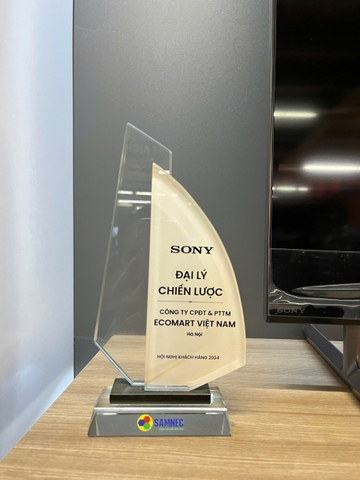 SONY
ĐẠI LÝ
CHIẾN LƯỢC
CÔNG TY CPĐT & PTTM
ECOMART VIỆT NAM
Hà Nội
HỘI NGHỊ KHÁCH HÀNG 2024
SAMNEC
SONY